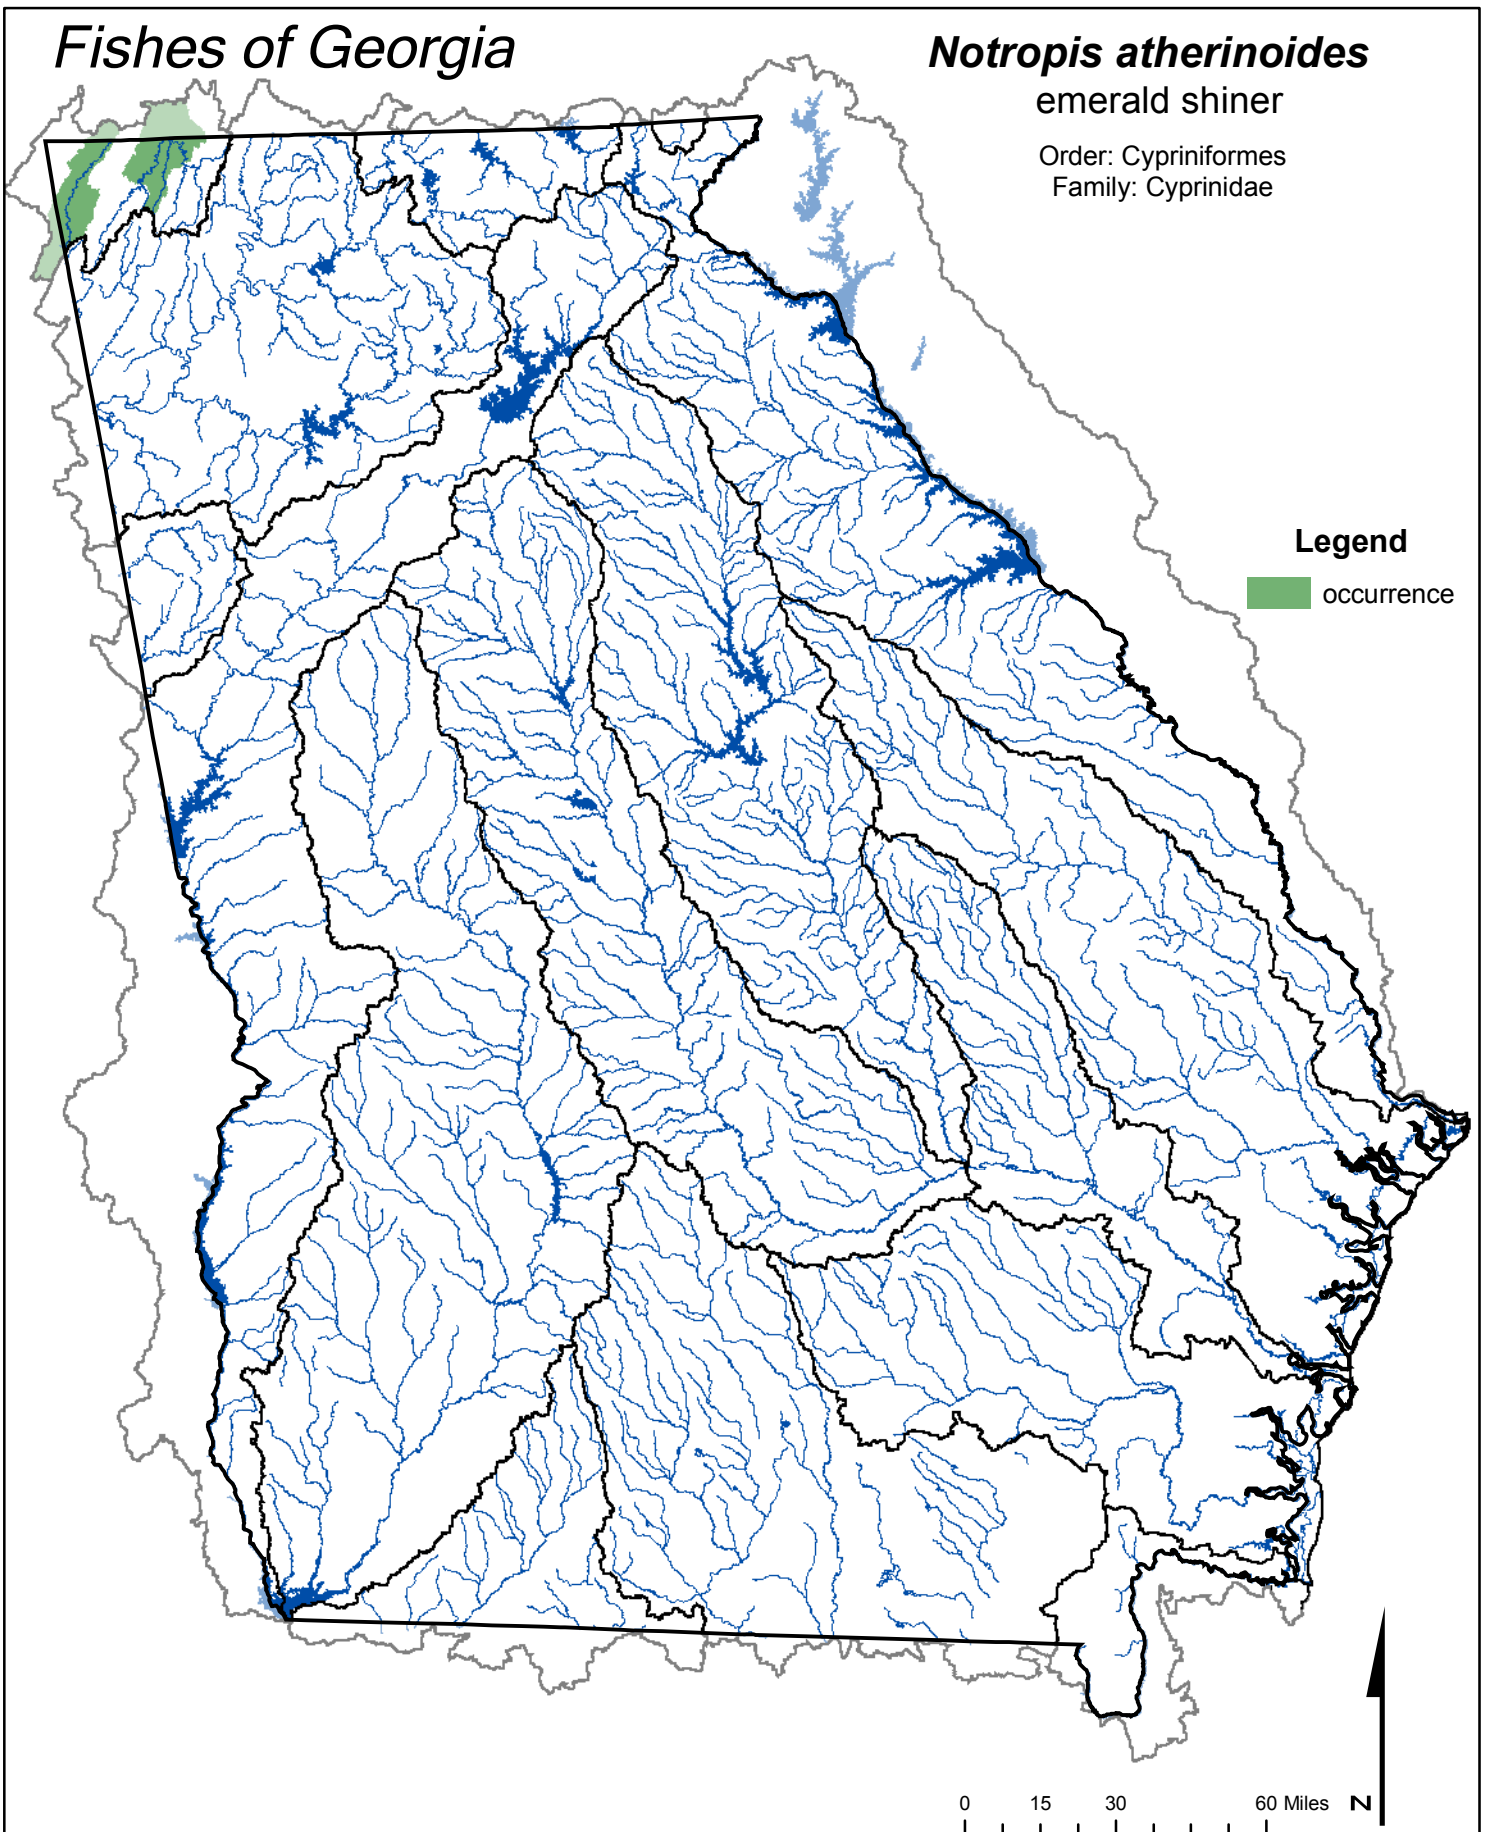 Fishes of Georgia
Notropis atherinoides
emerald shiner
Order: Cypriniformes
Family: Cyprinidae
Legend
occurrence
0 15 30 60 Miles
N